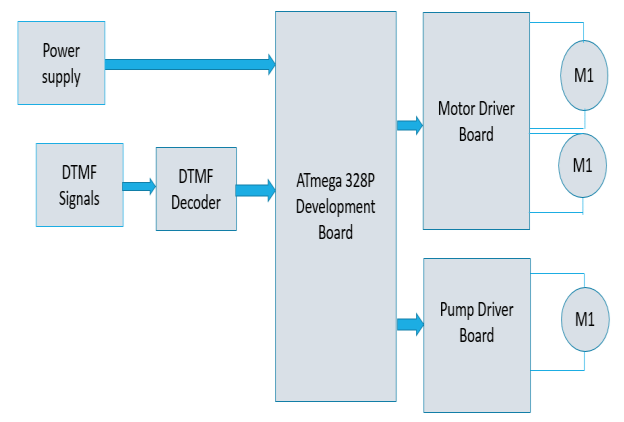 Power
supply
DTMF
Signals
DTMF
Decoder
ATmega 328P
Development
Board
Motor Driver
Board
M1
M1
Pump Driver
Board
M1